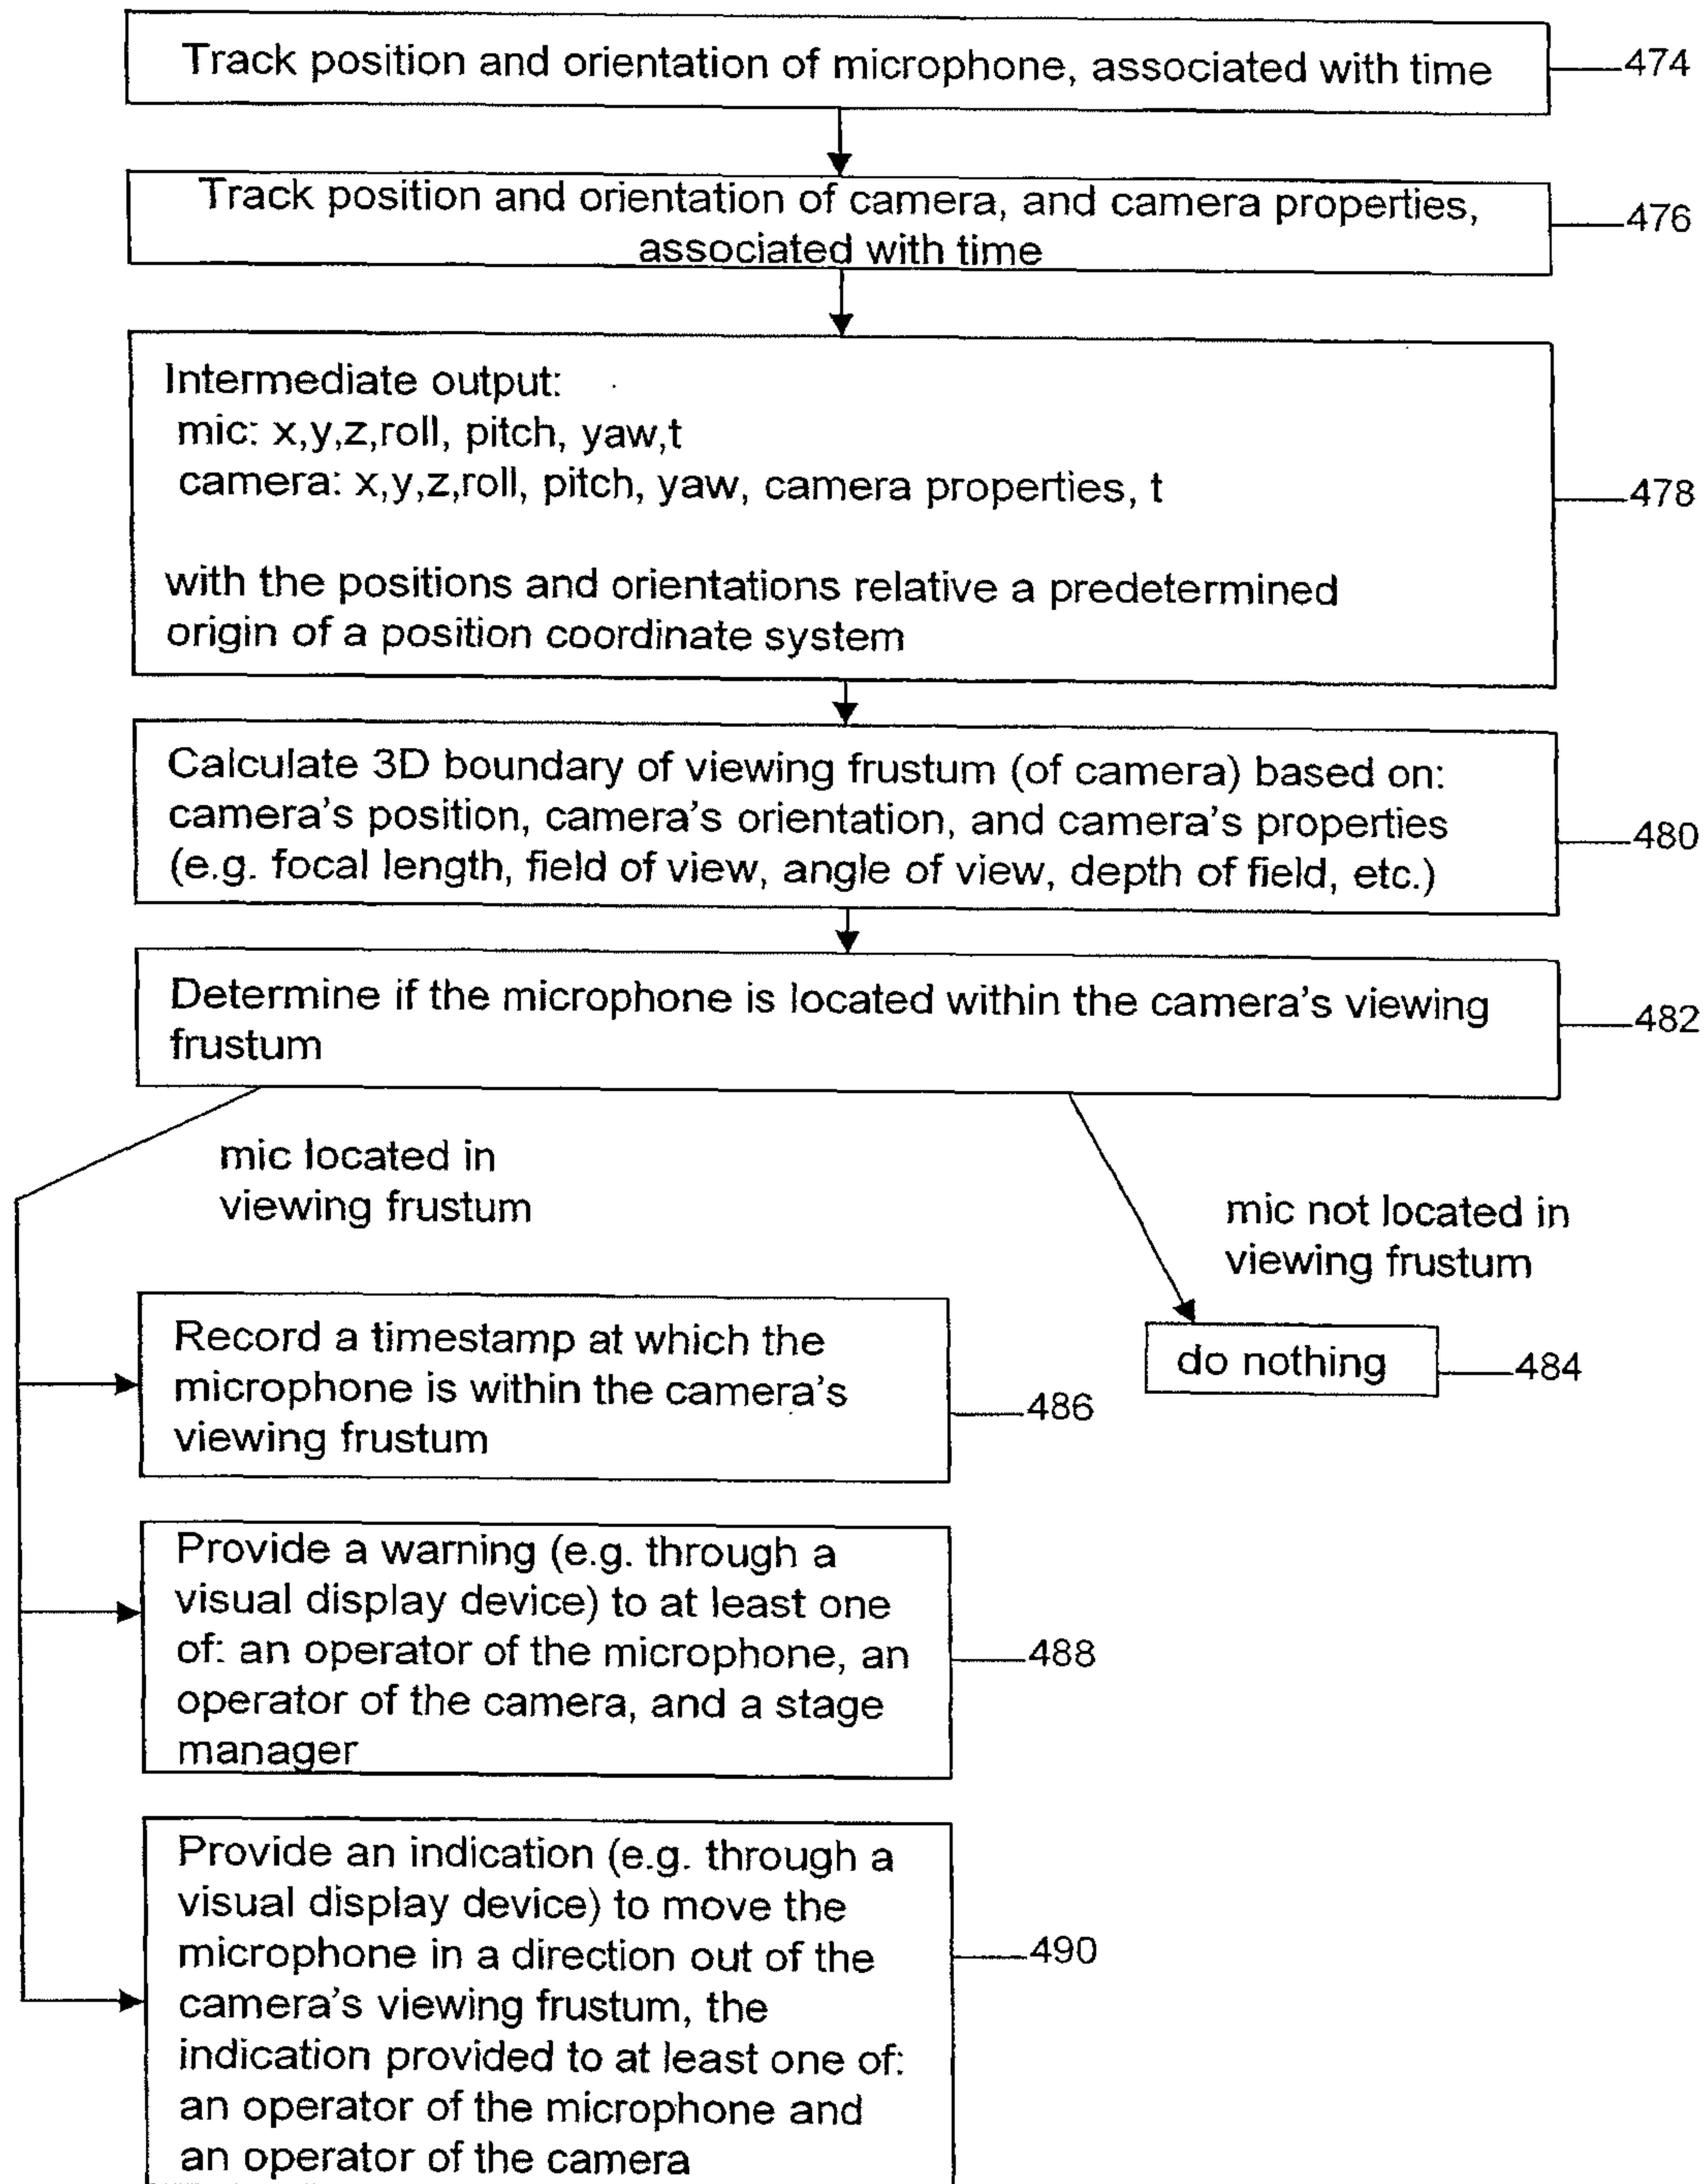 Track position and orientation of microphone, associated with time
474
Track position and orientation of camera, and camera properties,
associated with time
476
Intermediate output:
mic: x,y,z,roll, pitch, yaw,t
camera: x,y,z,roll, pitch, yaw, camera properties, t
with the positions and orientations relative a predetermined
origin of a position coordinate system
478
Calculate 3D boundary of viewing frustum (of camera) based on:
camera's position, camera's orientation, and camera's properties
(e.g. focal length, field of view, angle of view, depth of field, etc.)
480
Determine if the microphone is located within the camera's viewing
frustum
482
mic located in
viewing frustum
mic not located in
viewing frustum
do nothing
484
Record a timestamp at which the
microphone is within the camera's
viewing frustum
486
Provide a warning (e.g. through a
visual display device) to at least one
of: an operator of the microphone, an
operator of the camera, and a stage
manager
488
Provide an indication (e.g. through a
visual display device) to move the
microphone in a direction out of the
camera's viewing frustum, the
indication provided to at least one of:
an operator of the microphone and
an operator of the camera
490